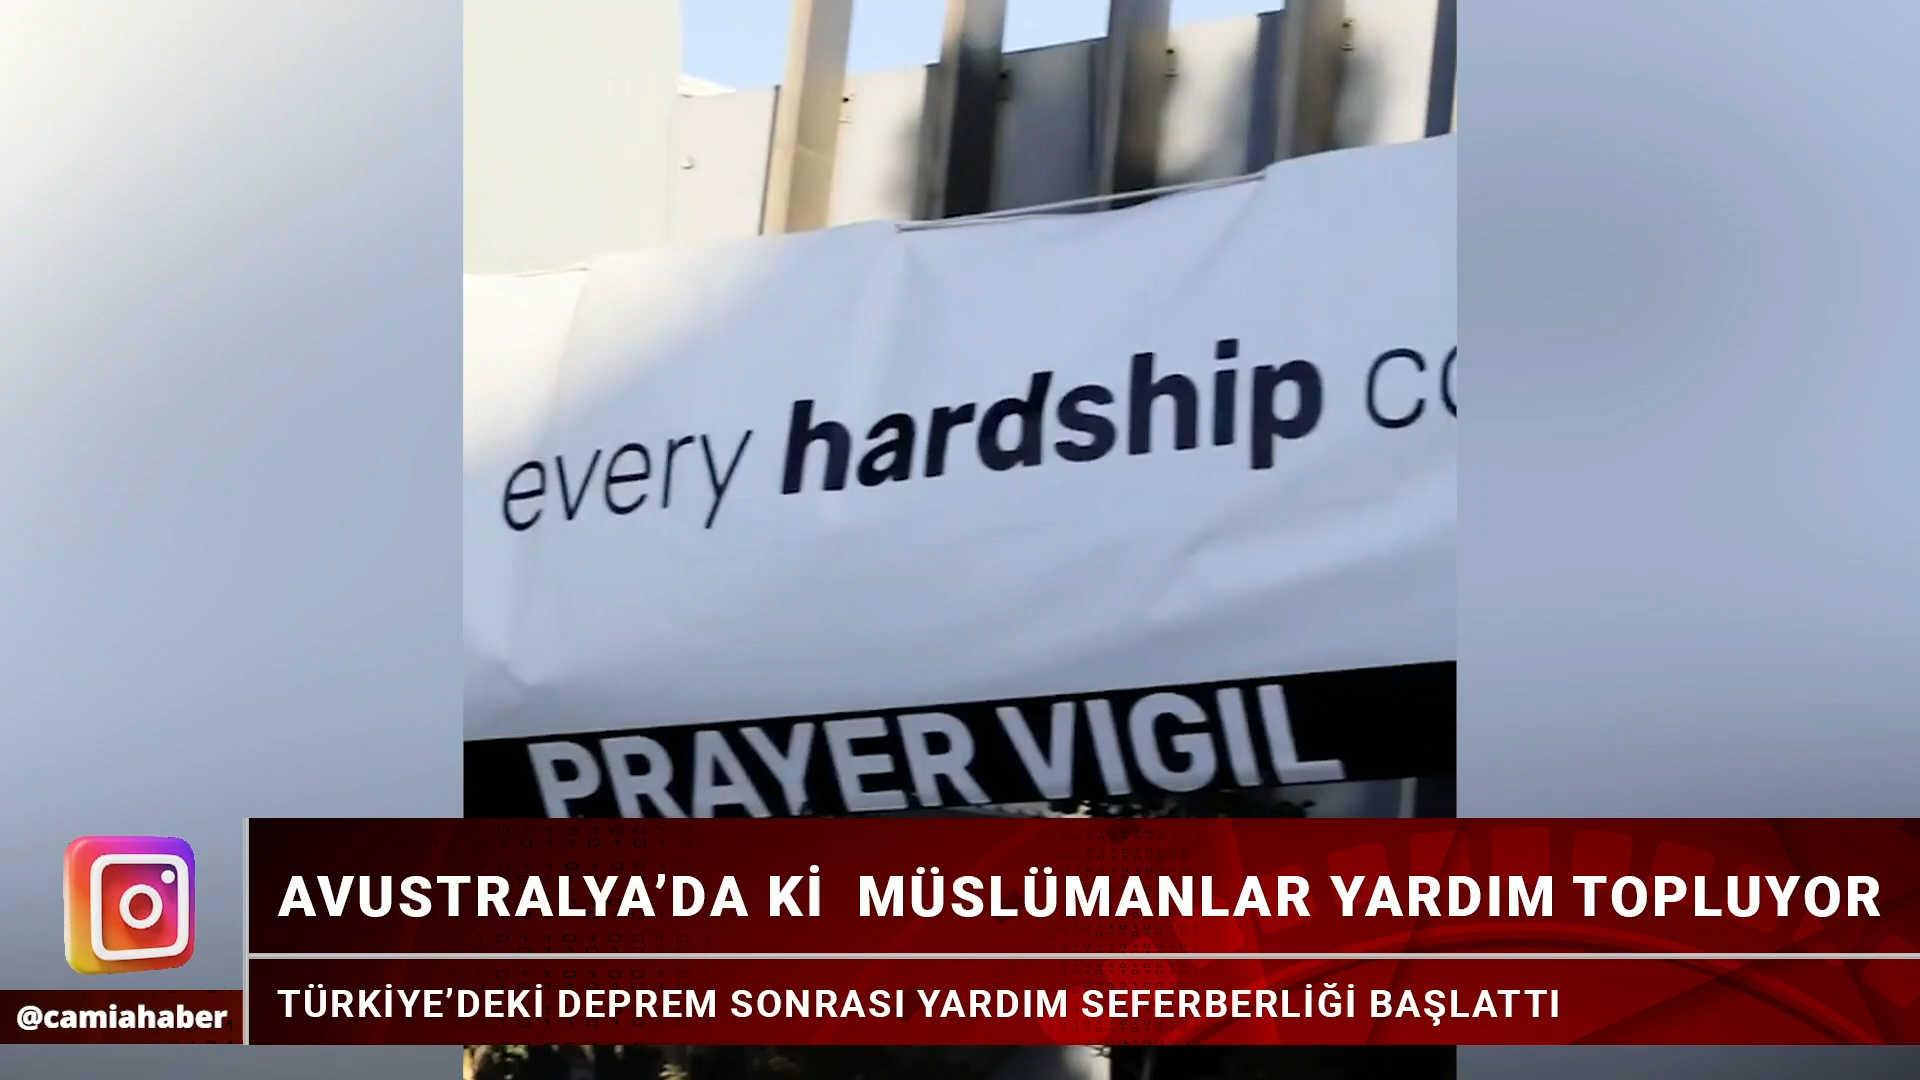 every hardship
PRAYER VIGIL
AVUSTRALYA’DA Kİ MÜSLÜMANLAR YARDIM TOPLUYOR
TÜRKİYE’DEKİ DEPREM SONRASI YARDIM SEFERBERLİĞİ BAŞLATTI
@camiahaber